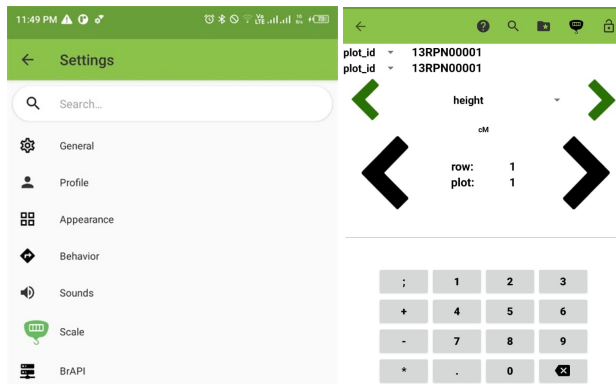 11:49 PM
Settings
Search...
General
Profile
Appearance
Behavior
Sounds
Scale
BrAPI
plot_id 13RPN00001
plot_id 13RPN00001
height
cM
row: 1
plot: 1
; 1 2 3
+ 4 5 6
- 7 8 9
* . 0